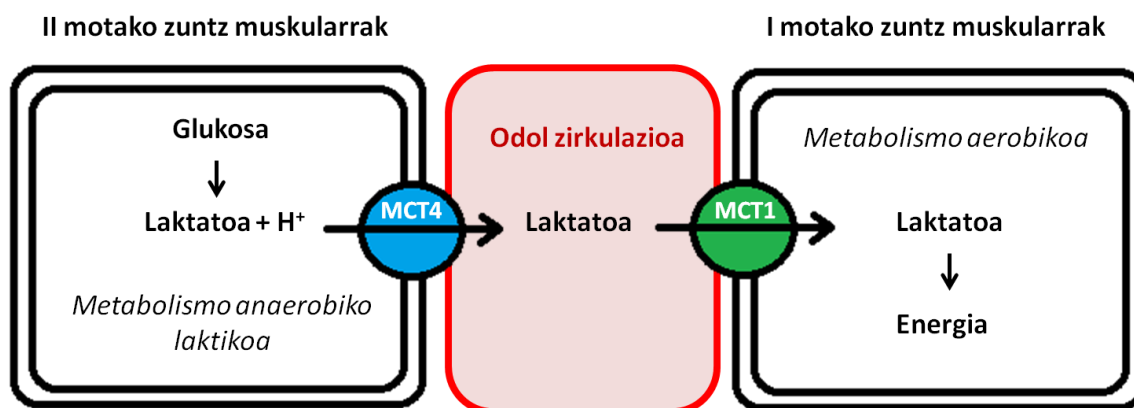 II motako zuntz muskularrak
I motako zuntz muskularrak
Glukosa
Laktatoa + H⁺
Metabolismo anaerobiko
laktikoa
MCT4
Odol zirkulazioa
Laktatoa
MCT1
Metabolismo aerobikoa
Laktatoa
Energia